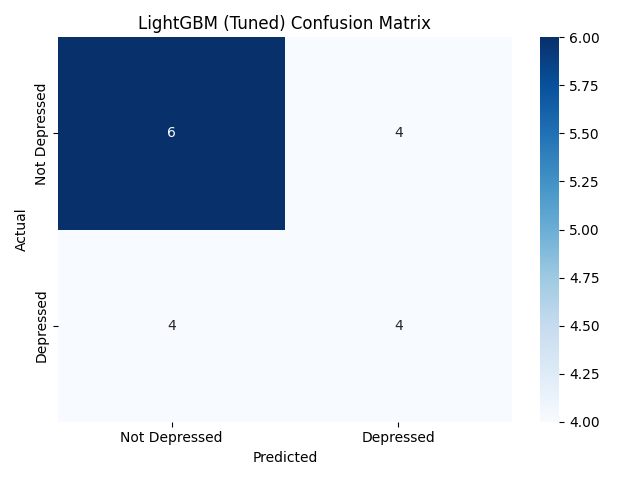 LightGBM (Tuned) Confusion Matrix
Actual
Not Depressed
Depressed
6
4
4
4
Not Depressed
Depressed
Predicted
6.00
5.75
5.50
5.25
5.00
4.75
4.50
4.25
4.00